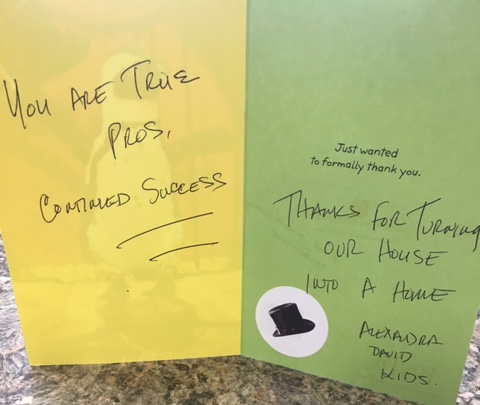 YOU ARE TRUE
PROS.
CONTINUED SUCCESS
Just wanted
to formally thank you.
THANKS FOR TURNING
OUR HOUSE
INTO A HOME
ALEXANDRA
DAVID
KIDS.